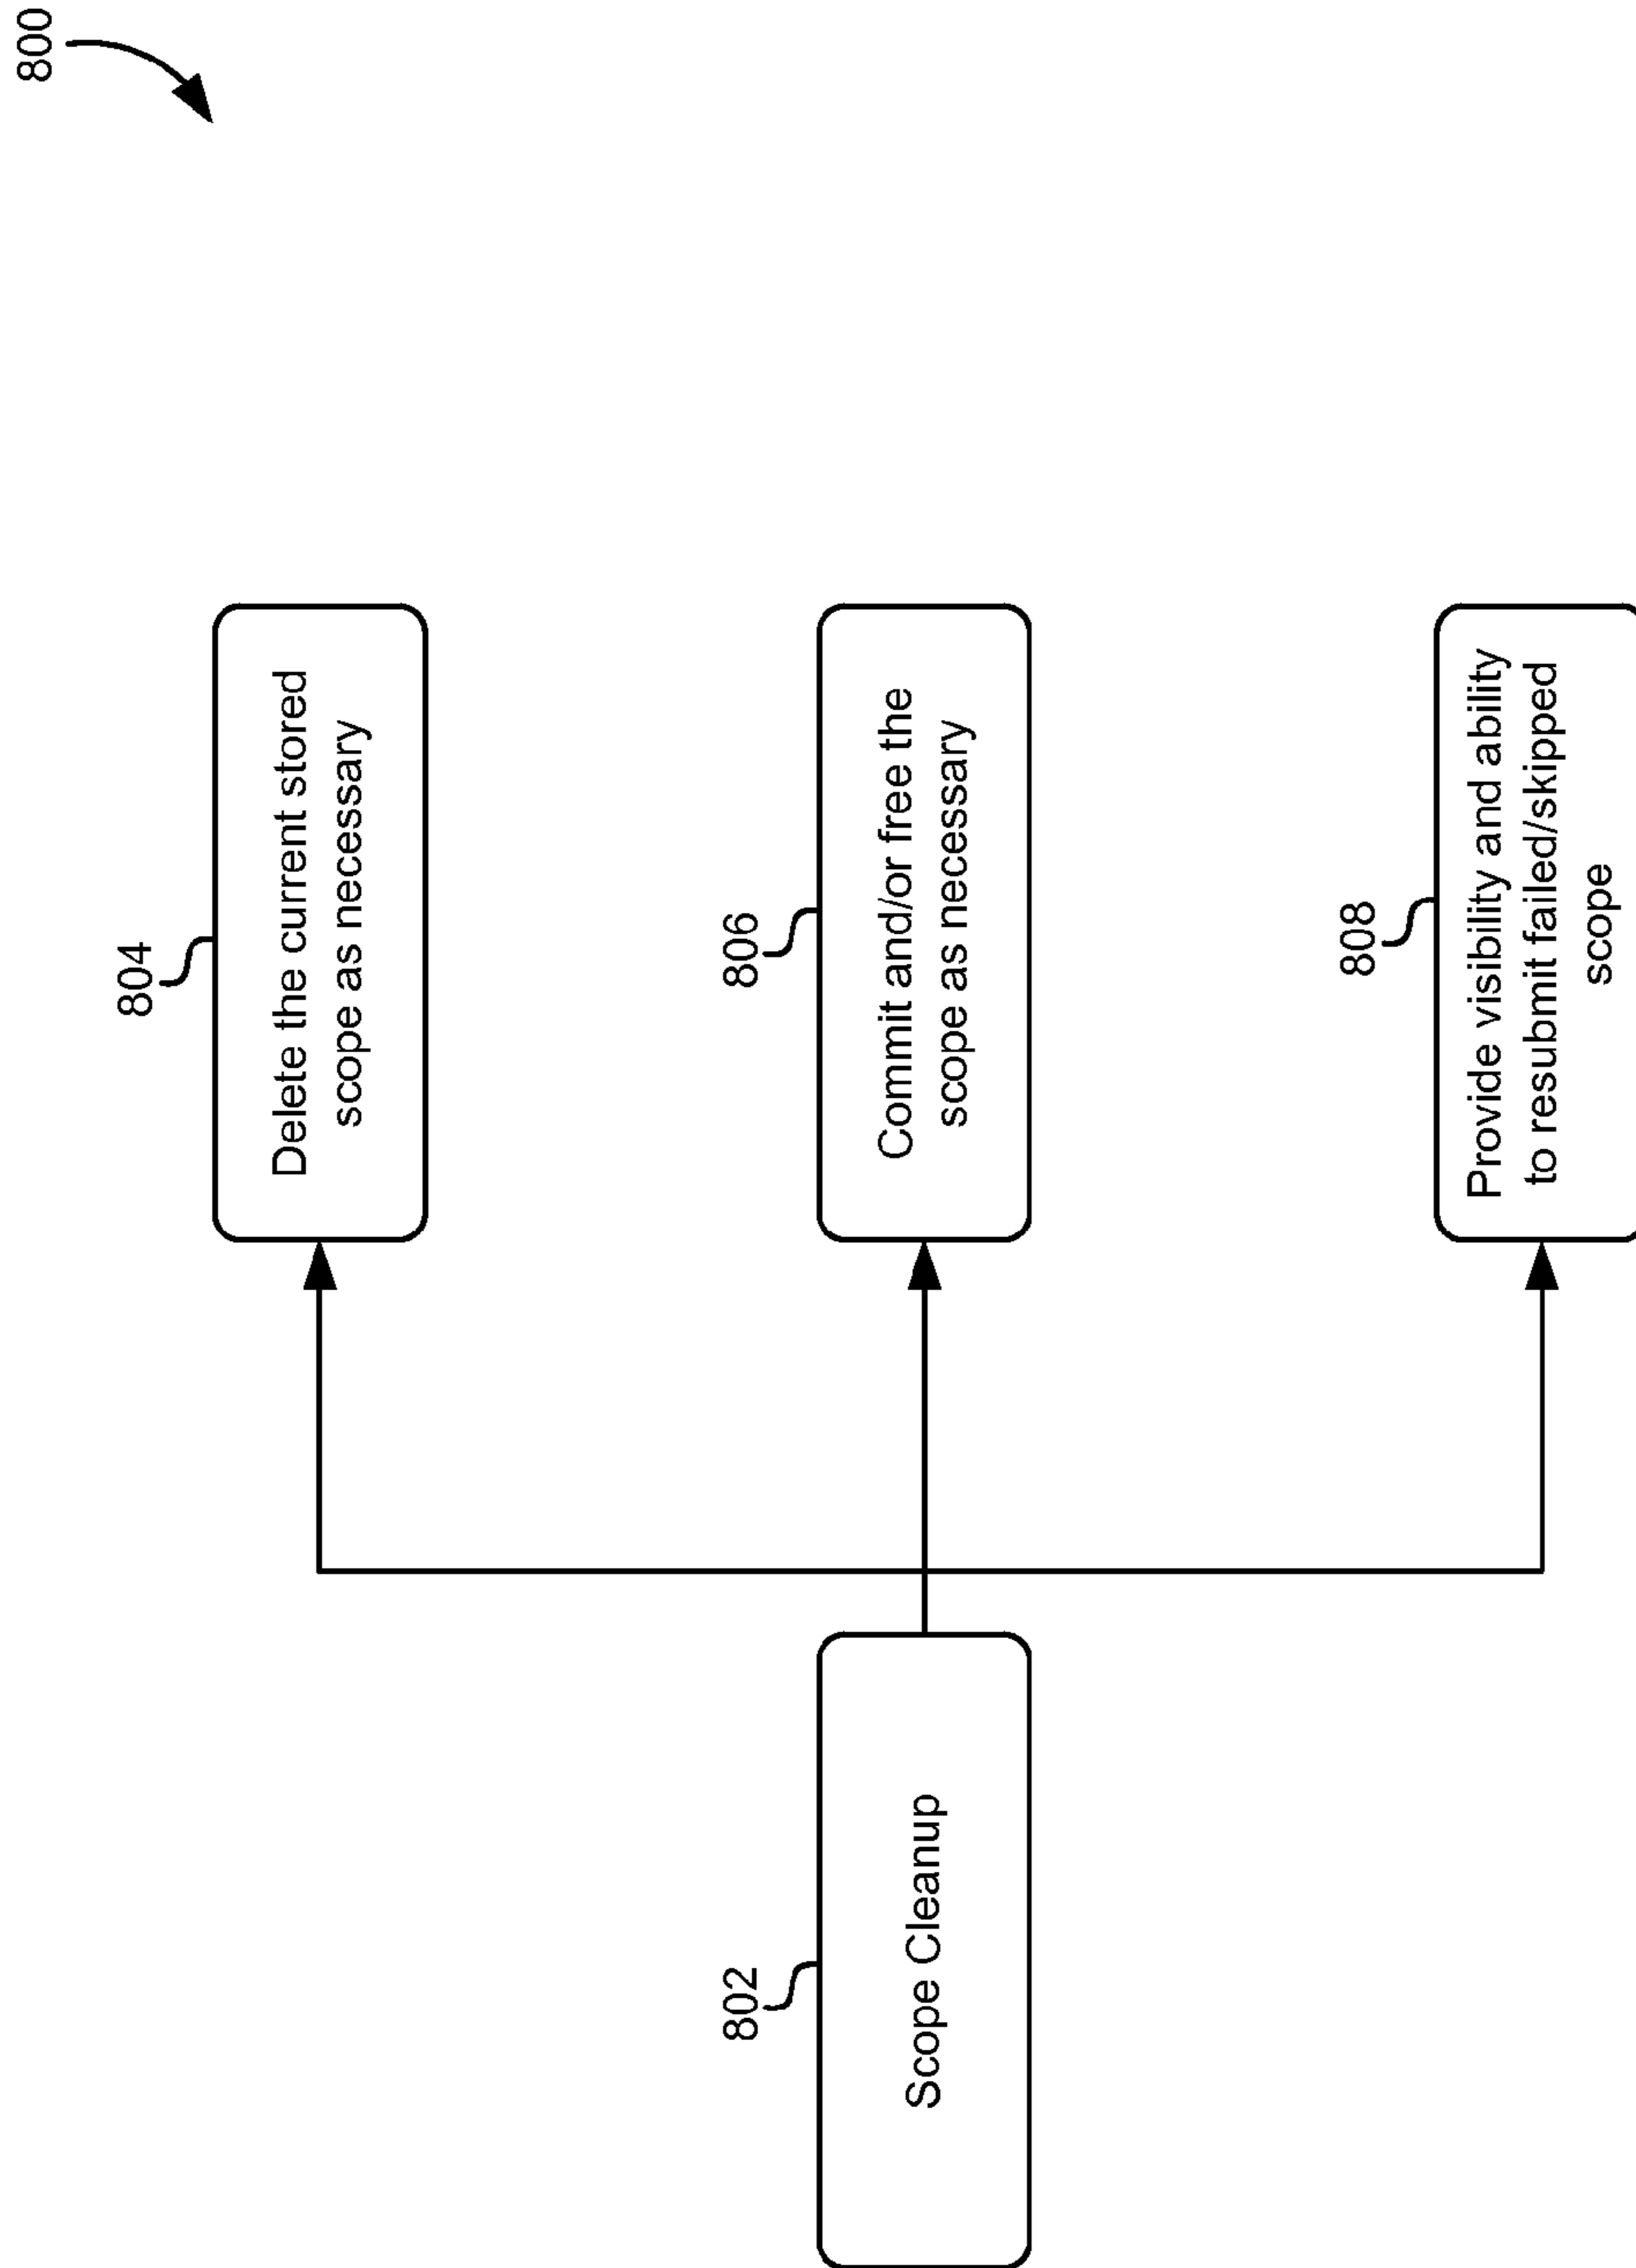 800
802
Scope Cleanup
804
Delete the current stored
scope as necessary
806
Commit and/or free the
scope as necessary
808
Provide visibility and ability
to resubmit failed/skipped
scope